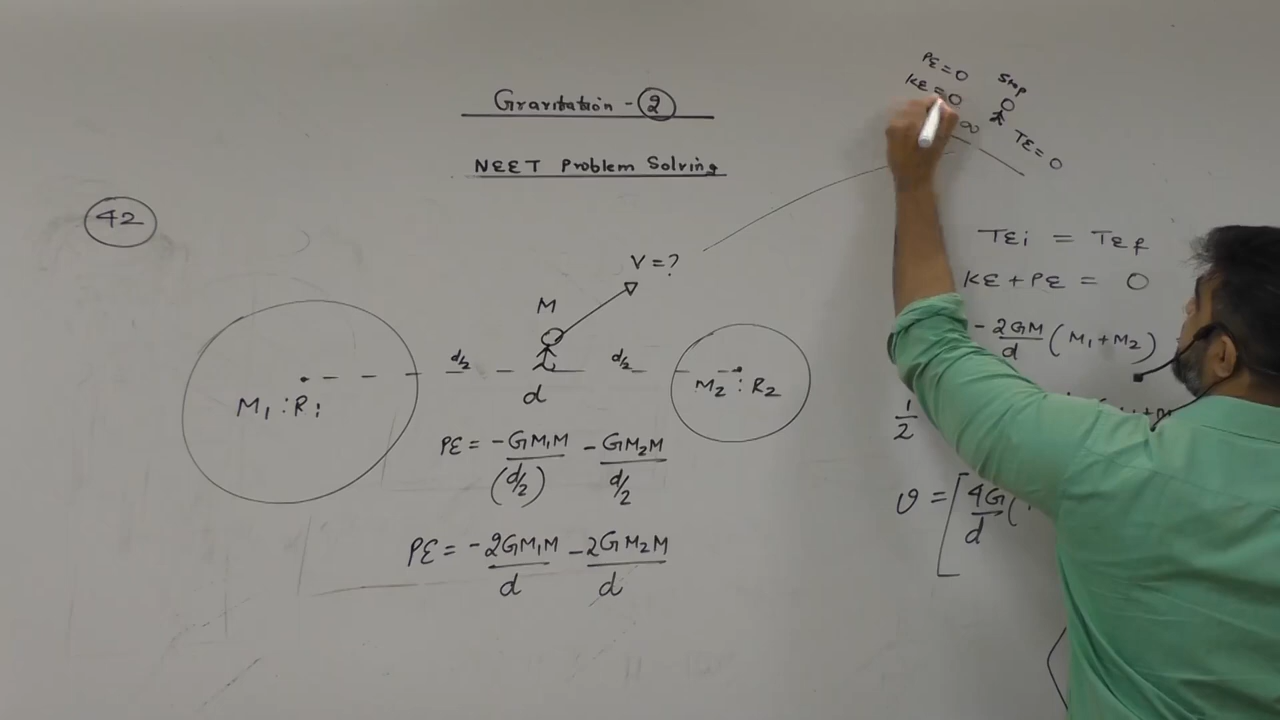 Gravitation - 2
NEET Problem Solving
42
PE = 0
KE = 0
∞
Stop
TE = 0
V = ?
M
d/2
d/2
d
M₁ : R₁
M₂ : R₂
PE = -GM₁M/(d/2) - GM₂M/d/2
PE = -2GM₁M/d - 2GM₂M/d
TEi = TEf
KE + PE = 0
-2GM/d (M₁+M₂)
1/2
v = [4G/d (